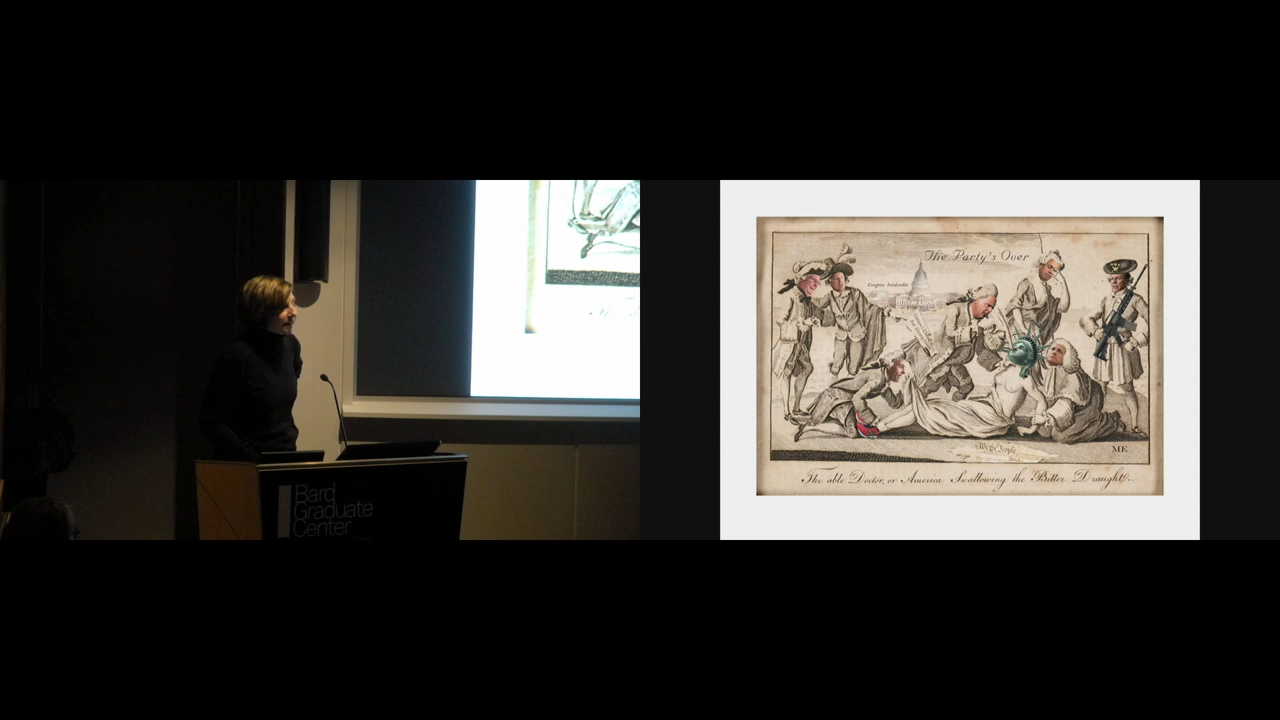 Bard
Graduate
Center
The Party's Over
We the People
ME
The able Doctor, or America Swallowing the Bitter Draught.